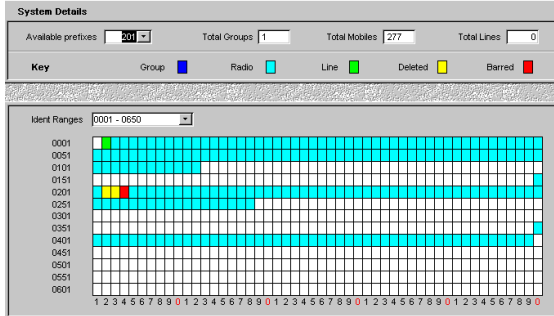 System Details
Available prefixes 201 Total Groups 1 Total Mobiles 277 Total Lines 0
Key Group Radio Line Deleted Barred
Ident Ranges 0001 - 0650
0001
0051
0101
0151
0201
0251
0301
0351
0401
0451
0501
0551
0601
1 2 3 4 5 6 7 8 9 0 1 2 3 4 5 6 7 8 9 0 1 2 3 4 5 6 7 8 9 0 1 2 3 4 5 6 7 8 9 0 1 2 3 4 5 6 7 8 9 0